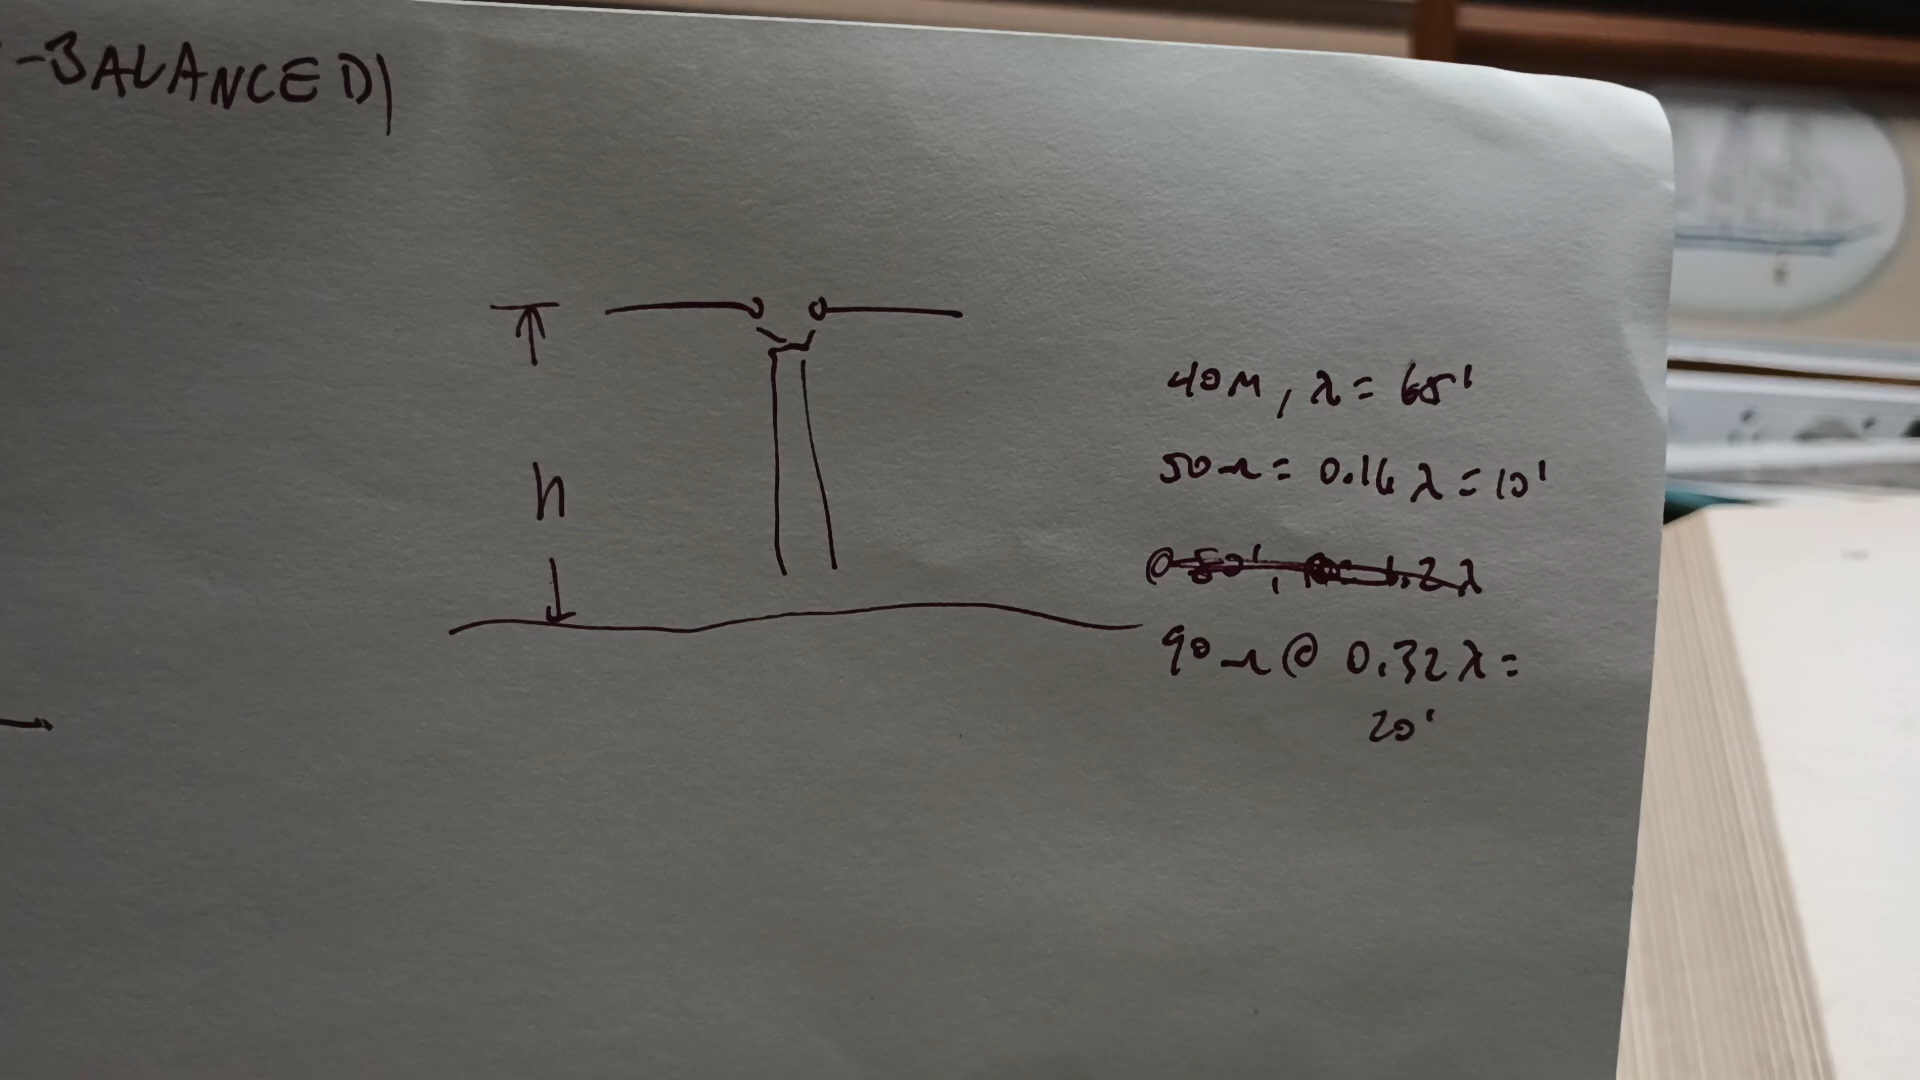 -BALANCED)
h
40M, λ = 65'
50Ω = 0.16 λ = 10'
90Ω @ 0.32 λ =
20'